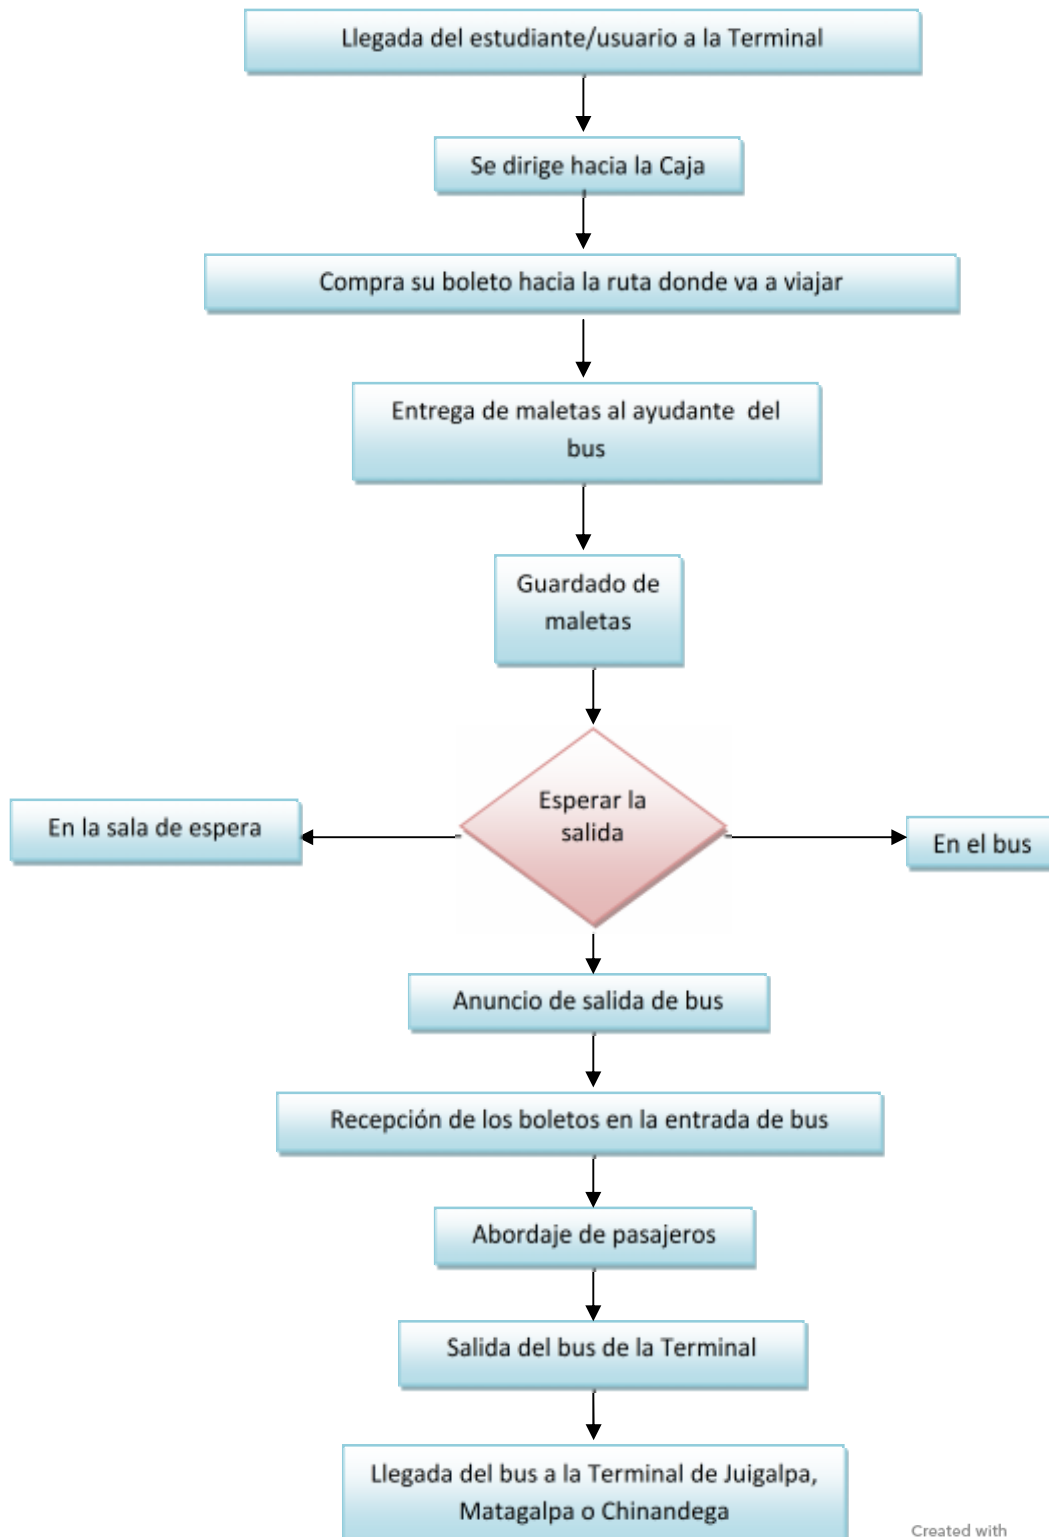 Llegada del estudiante/usuario a la Terminal
Se dirige hacia la Caja
Compra su boleto hacia la ruta donde va a viajar
Entrega de maletas al ayudante del
bus
Guardado de
maletas
Esperar la
salida
En la sala de espera
En el bus
Anuncio de salida de bus
Recepción de los boletos en la entrada de bus
Abordaje de pasajeros
Salida del bus de la Terminal
Llegada del bus a la Terminal de Juigalpa,
Matagalpa o Chinandega
Created with